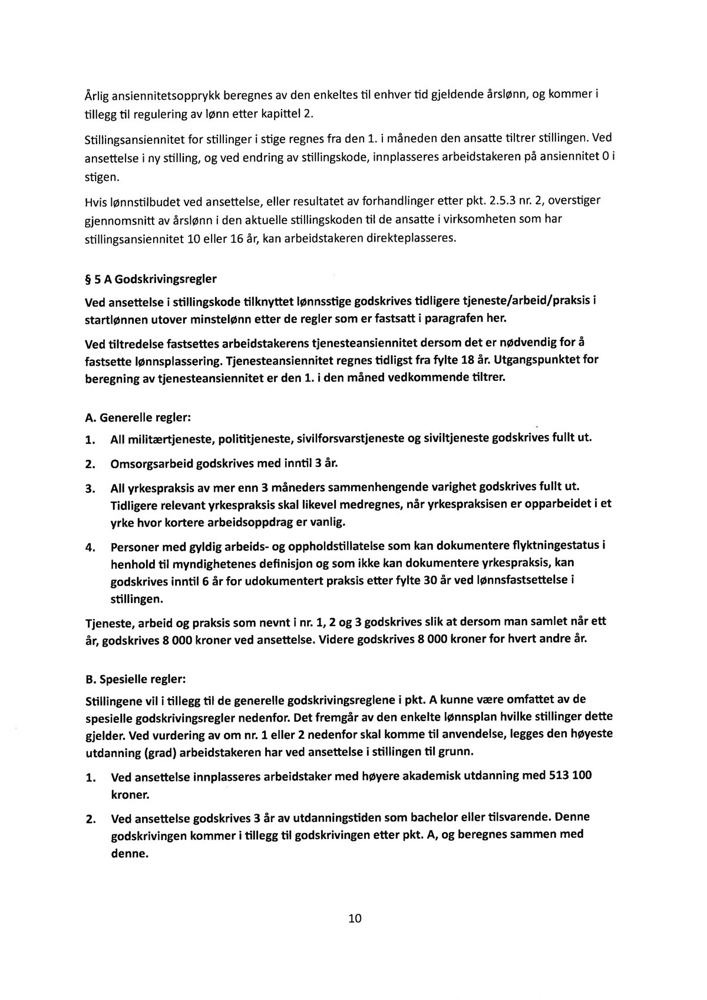 Årlig ansiennitetsopprykk beregnes av den enkeltes til enhver tid gjeldende årslønn, og kommer i
tillegg til regulering av lønn etter kapittel 2.
Stillingsansiennitet for stillinger i stige regnes fra den 1. i måneden den ansatte tiltrer stillingen. Ved
ansettelse i ny stilling, og ved endring av stillingskode, innplasseres arbeidstakeren på ansiennitet 0 i
stigen.
Hvis lønnstilbudet ved ansettelse, eller resultatet av forhandlinger etter pkt. 2.5.3 nr. 2, overstiger
gjennomsnitt av årslønn i den aktuelle stillingskoden til de ansatte i virksomheten som har
stillingsansiennitet 10 eller 16 år, kan arbeidstakeren direkteplasseres.
§ 5 A Godskrivingsregler
Ved ansettelse i stillingskode tilknyttet lønnsstige godskrives tidligere tjeneste/arbeid/praksis i
startlønnen utover minstelønn etter de regler som er fastsatt i paragrafen her.
Ved tiltredelse fastsettes arbeidstakerens tjenesteansiennitet dersom det er nødvendig for å
fastsette lønnsplassering. Tjenesteansiennitet regnes tidligst fra fylte 18 år. Utgangspunktet for
beregning av tjenesteansiennitet er den 1. i den måned vedkommende tiltrer.
A. Generelle regler:
1. All militærtjeneste, polititjeneste, sivilforsvarstjeneste og siviltjeneste godskrives fullt ut.
2. Omsorgsarbeid godskrives med inntil 3 år.
3. All yrkespraksis av mer enn 3 måneders sammenhengende varighet godskrives fullt ut.
Tidligere relevant yrkespraksis skal likevel medregnes, når yrkespraksisen er opparbeidet i et
yrke hvor kortere arbeidsoppdrag er vanlig.
4. Personer med gyldig arbeids- og oppholdstillatelse som kan dokumentere flyktningestatus i
henhold til myndighetenes definisjon og som ikke kan dokumentere yrkespraksis, kan
godskrives inntil 6 år for udokumentert praksis etter fylte 30 år ved lønnsfastsettelse i
stillingen.
Tjeneste, arbeid og praksis som nevnt i nr. 1, 2 og 3 godskrives slik at dersom man samlet når ett
år, godskrives 8 000 kroner ved ansettelse. Videre godskrives 8 000 kroner for hvert andre år.
B. Spesielle regler:
Stillingene vil i tillegg til de generelle godskrivingsreglene i pkt. A kunne være omfattet av de
spesielle godskrivingsregler nedenfor. Det fremgår av den enkelte lønnsplan hvilke stillinger dette
gjelder. Ved vurdering av om nr. 1 eller 2 nedenfor skal komme til anvendelse, legges den høyeste
utdanning (grad) arbeidstakeren har ved ansettelse i stillingen til grunn.
1. Ved ansettelse innplasseres arbeidstaker med høyere akademisk utdanning med 513 100
kroner.
2. Ved ansettelse godskrives 3 år av utdanningstiden som bachelor eller tilsvarende. Denne
godskrivingen kommer i tillegg til godskrivingen etter pkt. A, og beregnes sammen med
denne.
10